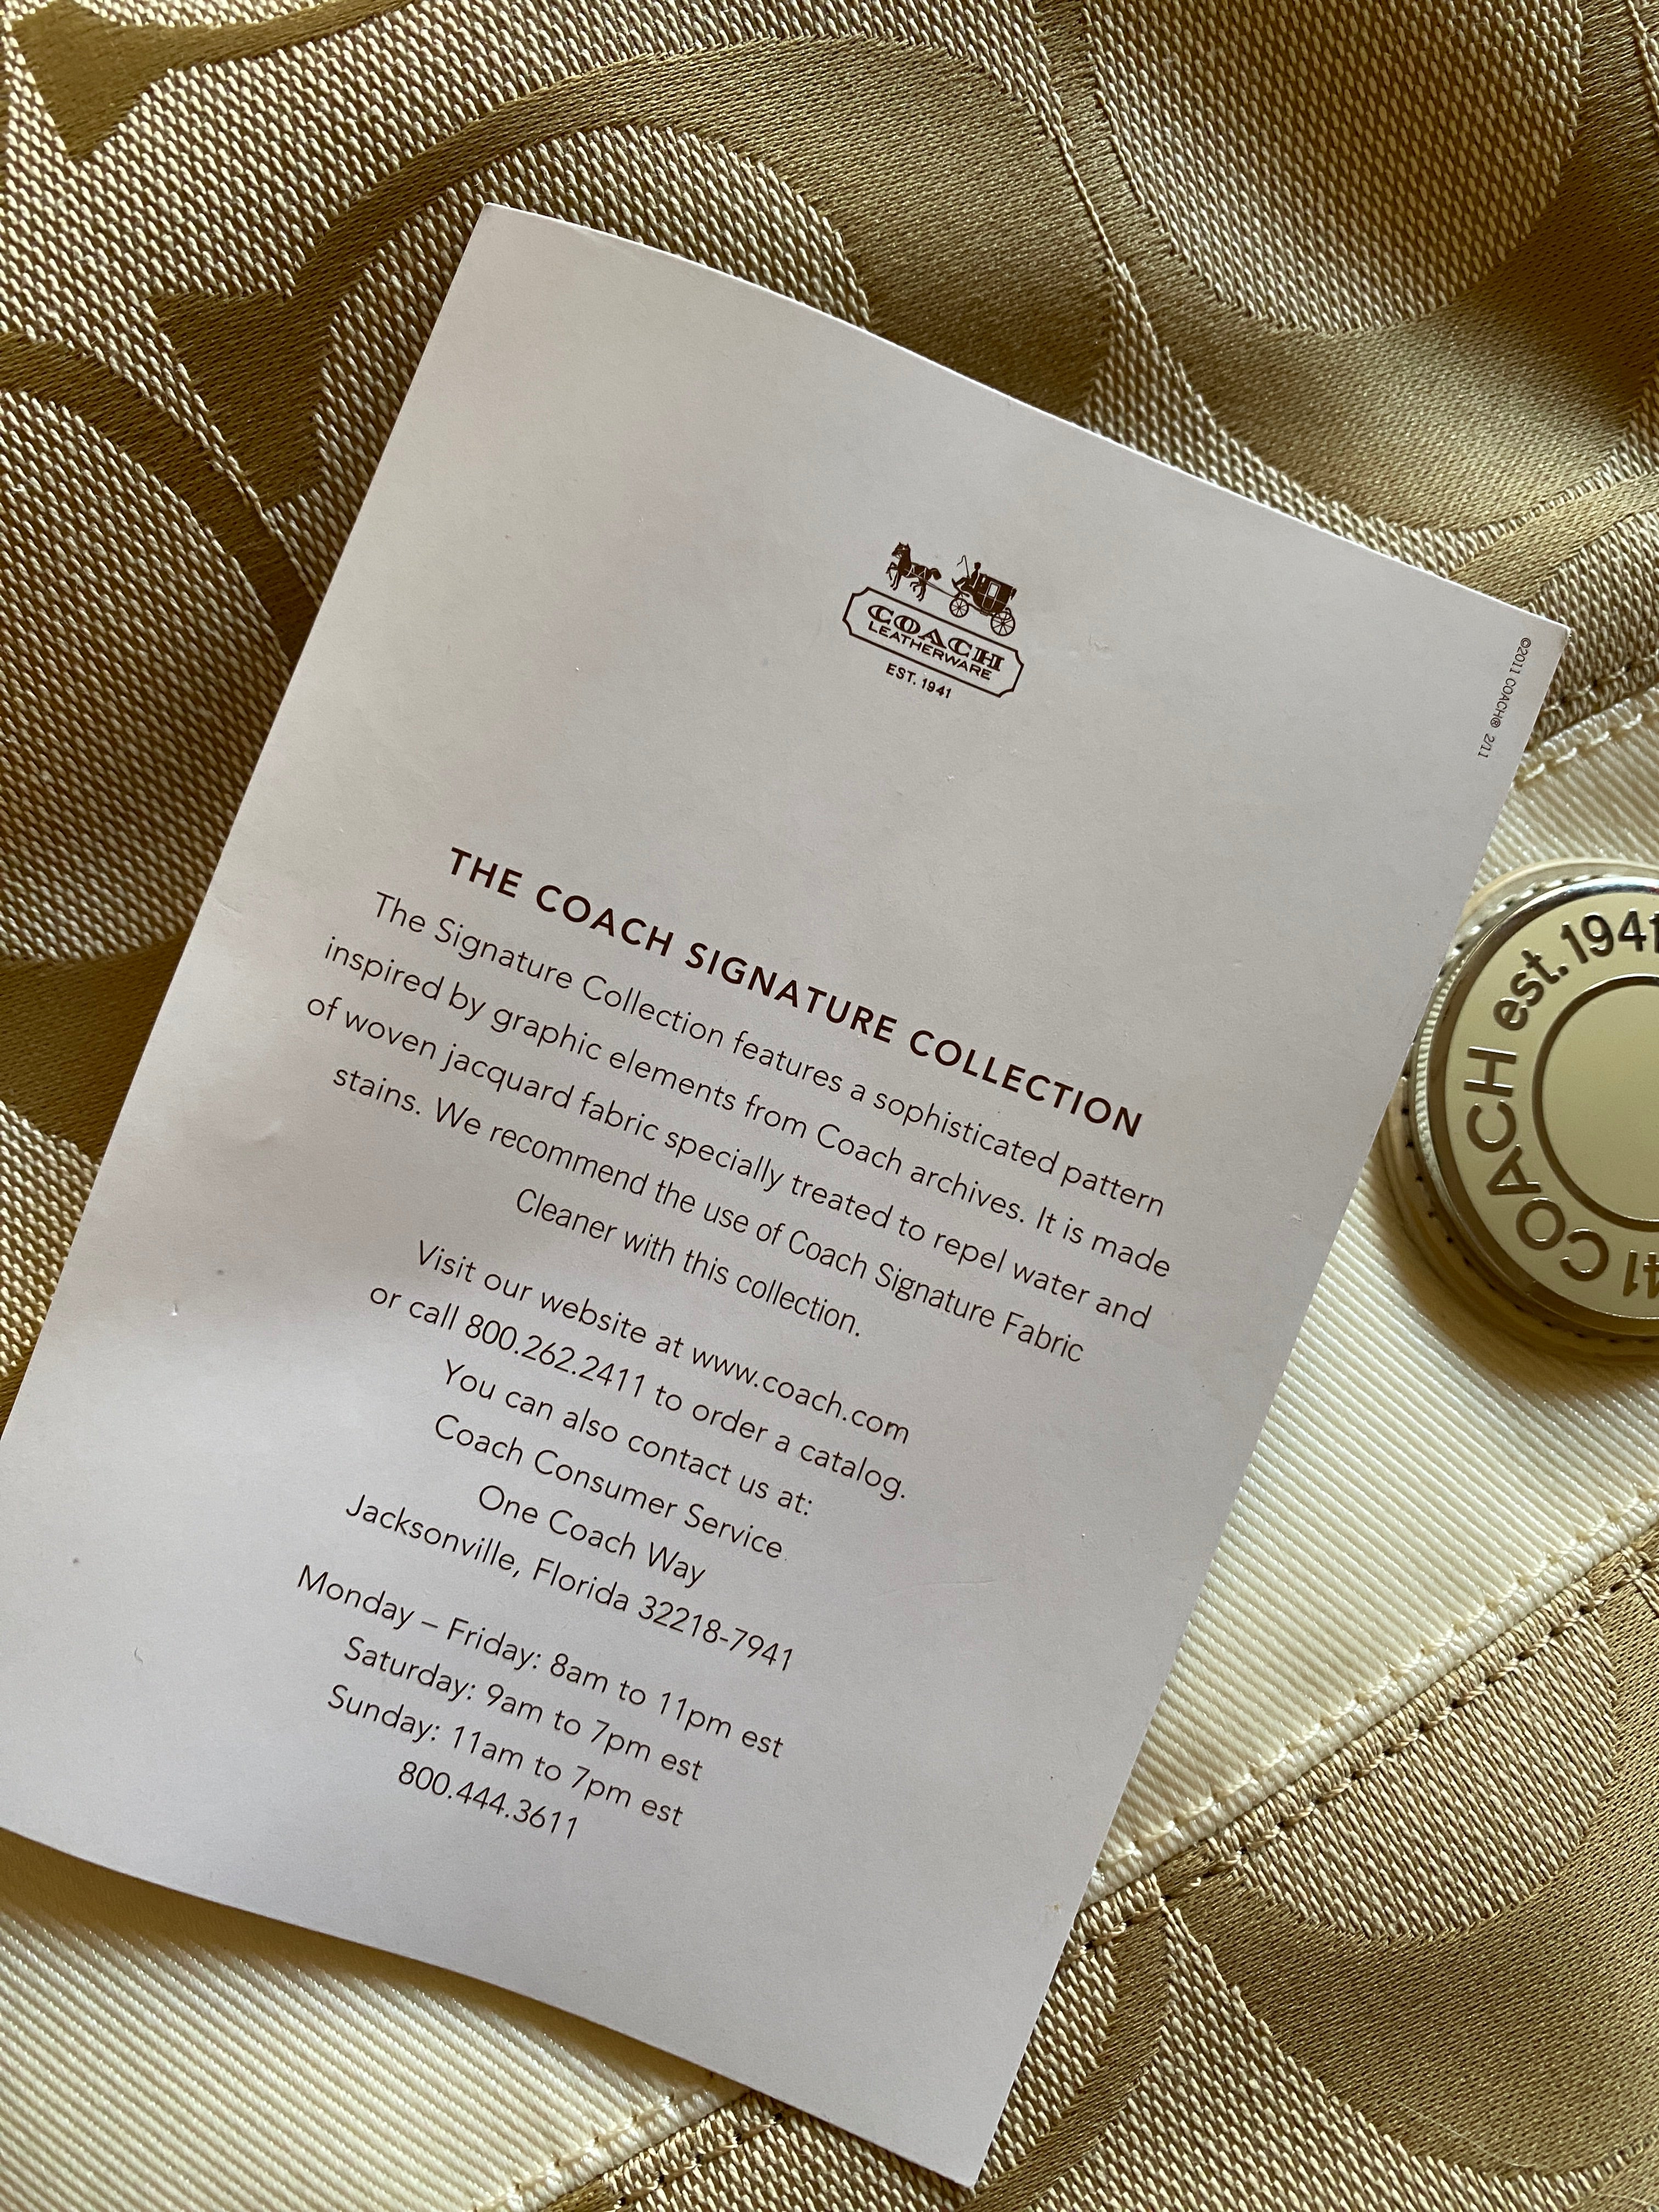 COACH
LEATHERWARE
EST. 1941
©2011 COACH® 2/11
THE COACH SIGNATURE COLLECTION
The Signature Collection features a sophisticated pattern
inspired by graphic elements from Coach archives. It is made
of woven jacquard fabric specially treated to repel water and
stains. We recommend the use of Coach Signature Fabric
Cleaner with this collection.
Visit our website at www.coach.com
or call 800.262.2411 to order a catalog.
You can also contact us at:
Coach Consumer Service
One Coach Way
Jacksonville, Florida 32218-7941
Monday – Friday: 8am to 11pm est
Saturday: 9am to 7pm est
Sunday: 11am to 7pm est
800.444.3611
COACH est. 1941
41 CO